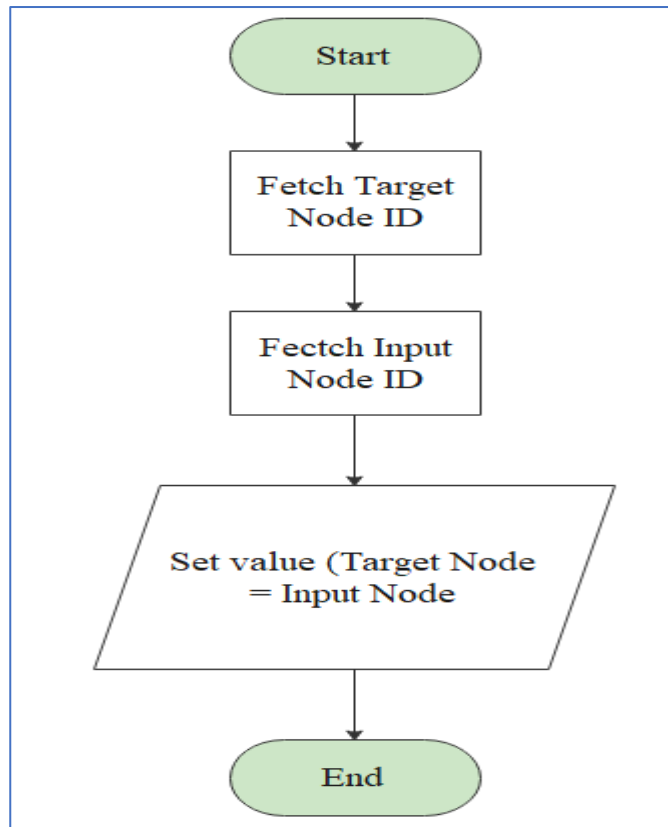 Start
Fetch Target
Node ID
Fectch Input
Node ID
Set value (Target Node
= Input Node
End